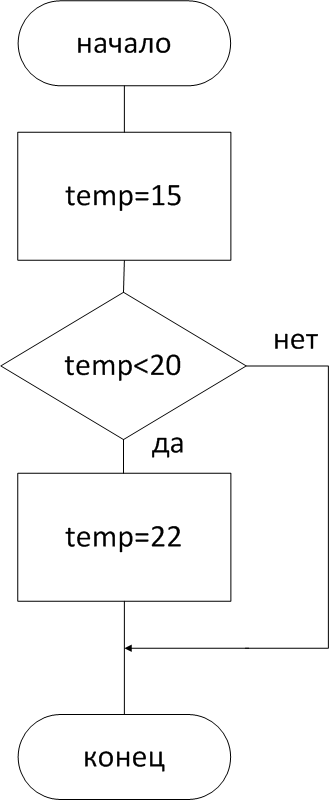 начало
temp=15
temp<20
нет
да
temp=22
конец